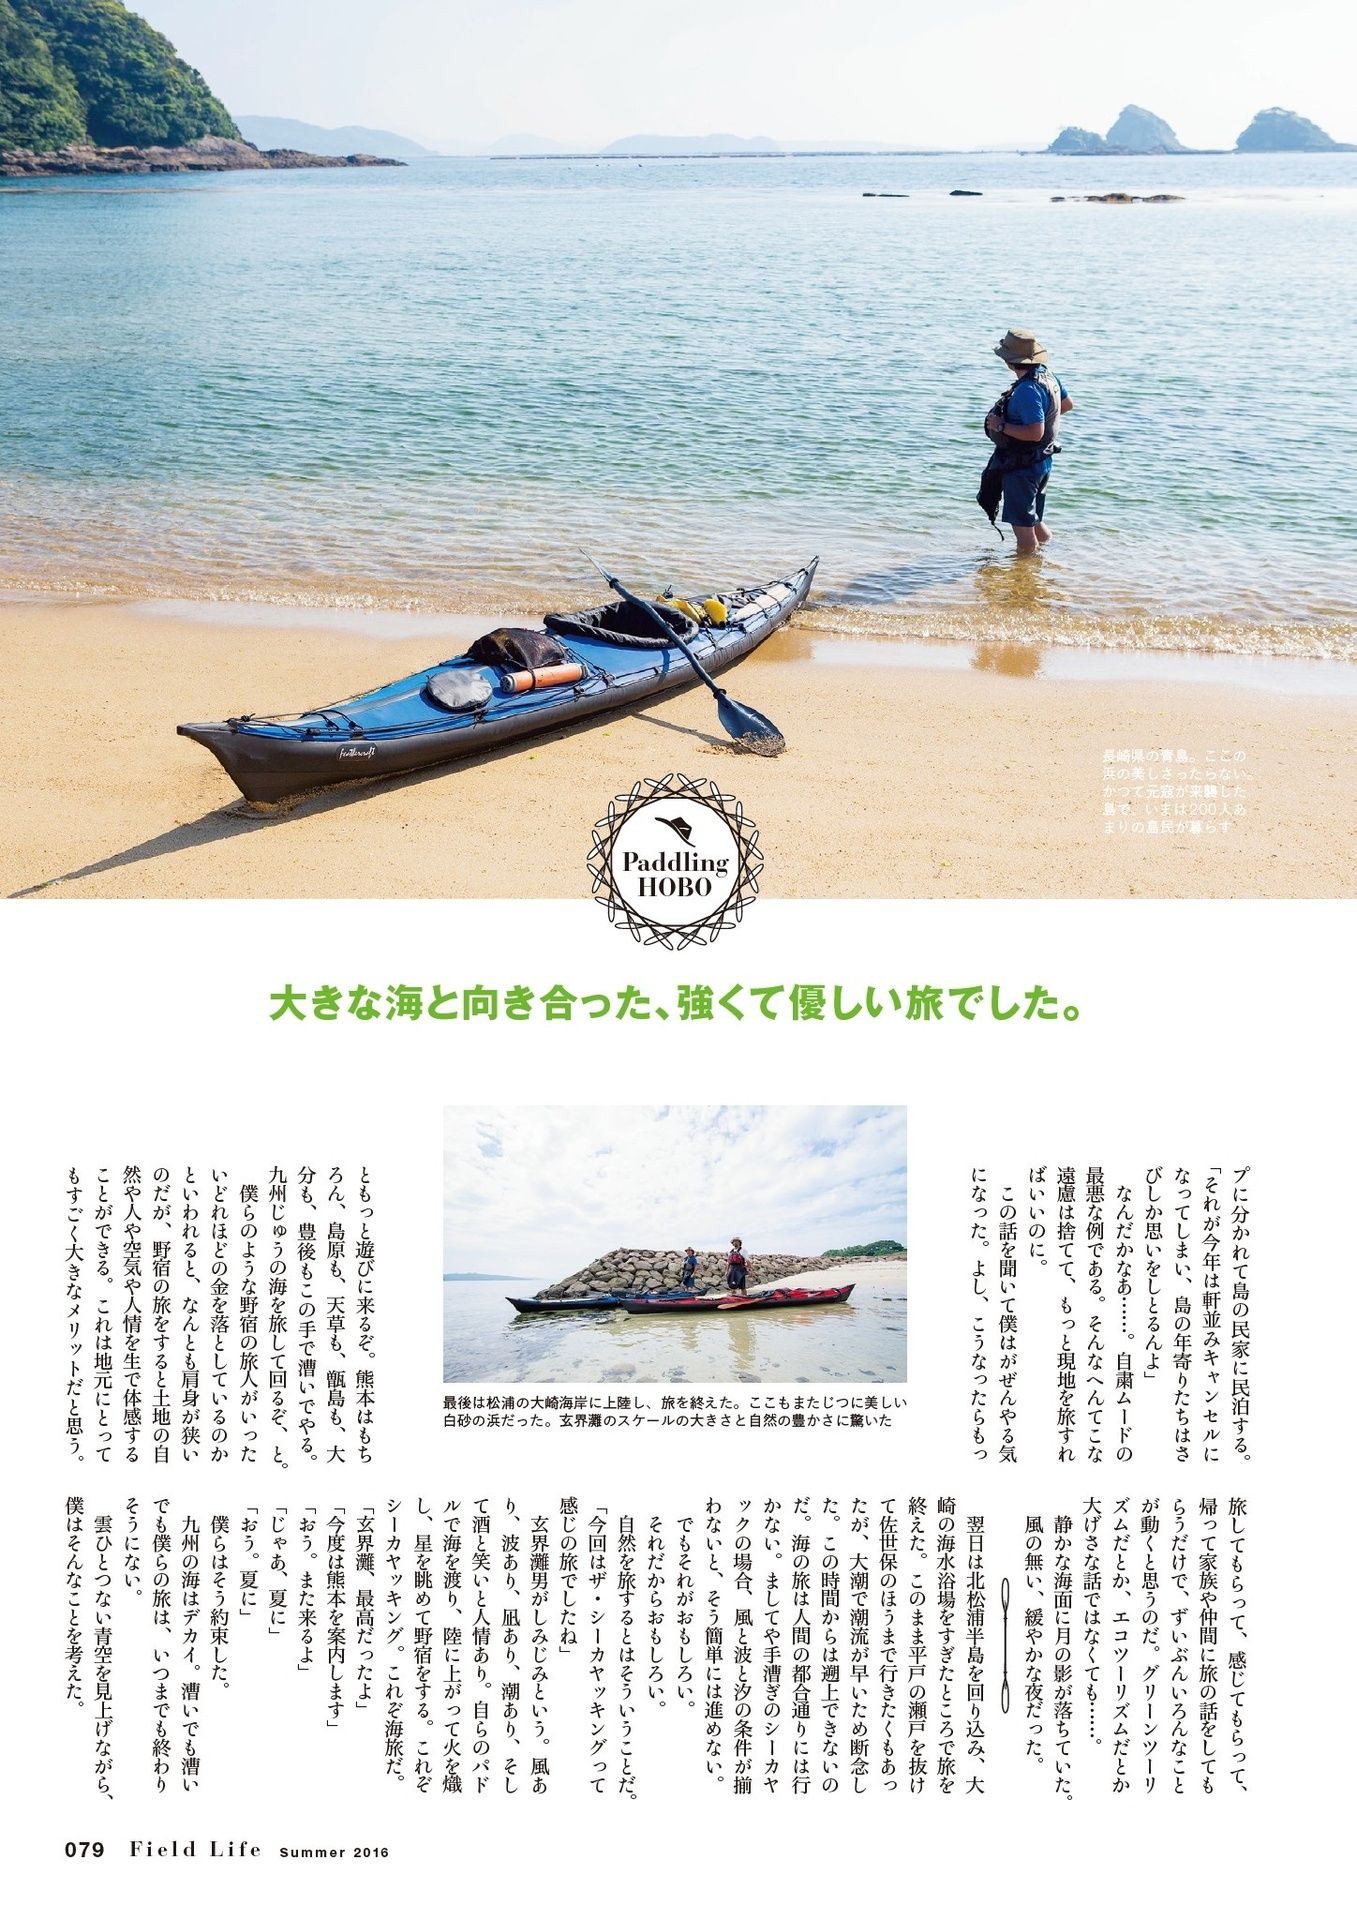 長崎県の青島。ここの
浜の美しさったらない。
かつて元寇が来襲した
島で、いまは200人あ
まりの島民が暮らす
feathercraft
Paddling
HOBO
大きな海と向き合った、強くて優しい旅でした。
プに分かれて島の民家に民泊する。
「それが今年は軒並みキャンセルに
なってしまい、島の年寄りたちはさ
びしか思いをしとるんよ」
なんだかなあ……。自粛ムードの
最悪な例である。そんなへんてこな
遠慮は捨てて、もっと現地を旅すれ
ばいいのに。
この話を聞いて僕はがぜんやる気
になった。よし、こうなったらもっ
最後は松浦の大崎海岸に上陸し、旅を終えた。ここもまたじつに美しい
白砂の浜だった。玄界灘のスケールの大きさと自然の豊かさに驚いた
ともっと遊びに来るぞ。熊本はもち
ろん、島原も、天草も、甑島も、大
分も、豊後もこの手で漕いでやる。
九州じゅうの海を旅して回るぞ、と。
僕らのような野宿の旅人がいった
いどれほどの金を落としているのか
といわれると、なんとも肩身が狭い
のだが、野宿の旅をすると土地の自
然や人や空気や人情を生で体感する
ことができる。これは地元にとって
もすごく大きなメリットだと思う。
旅してもらって、感じてもらって、
帰って家族や仲間に旅の話をしても
らうだけで、ずいぶんいろんなこと
が動くと思うのだ。グリーンツーリ
ズムだとか、エコツーリズムだとか
大げさな話ではなくても……。
静かな海面に月の影が落ちていた。
風の無い、緩やかな夜だった。
翌日は北松浦半島を回り込み、大
崎の海水浴場をすぎたところで旅を
終えた。このまま平戸の瀬戸を抜け
て佐世保のほうまで行きたくもあっ
たが、大潮で潮流が早いため断念し
た。この時間からは遡上できないの
だ。海の旅は人間の都合通りには行
かない。ましてや手漕ぎのシーカヤ
ックの場合、風と波と汐の条件が揃
わないと、そう簡単には進めない。
でもそれがおもしろい。
それだからおもしろい。
自然を旅するとはそういうことだ。
「今回はザ・シーカヤッキングって
感じの旅でしたね」
玄界灘男がしみじみという。風あ
り、波あり、凪あり、潮あり、そし
て酒と笑いと人情あり。自らのパド
ルで海を渡り、陸に上がって火を熾
し、星を眺めて野宿をする。これぞ
シーカヤッキング。これぞ海旅だ。
「玄界灘、最高だったよ」
「今度は熊本を案内します」
「おう。また来るよ」
「じゃあ、夏に」
「おう。夏に」
僕らはそう約束した。
九州の海はデカイ。漕いでも漕い
でも僕らの旅は、いつまでも終わり
そうにない。
雲ひとつない青空を見上げながら、
僕はそんなことを考えた。
079 Field Life Summer 2016